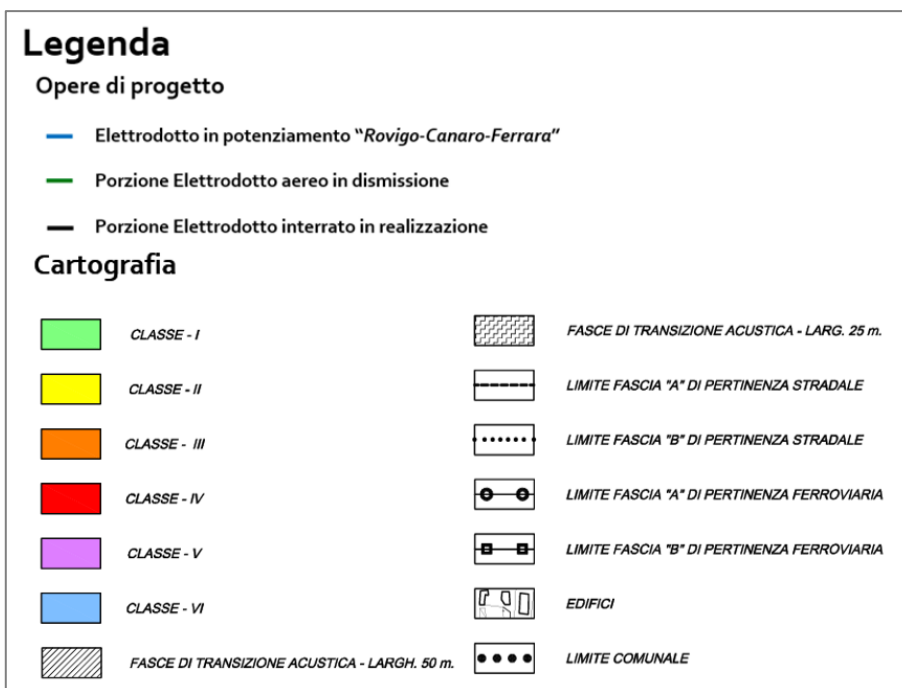 Legenda
Opere di progetto
Elettrodotto in potenziamento “Rovigo-Canaro-Ferrara”
Porzione Elettrodotto aereo in dismissione
Porzione Elettrodotto interrato in realizzazione
Cartografia
CLASSE - I
CLASSE - II
CLASSE - III
CLASSE - IV
CLASSE - V
CLASSE - VI
FASCE DI TRANSIZIONE ACUSTICA - LARGH. 50 m.
FASCE DI TRANSIZIONE ACUSTICA - LARG. 25 m.
LIMITE FASCIA "A" DI PERTINENZA STRADALE
LIMITE FASCIA "B" DI PERTINENZA STRADALE
LIMITE FASCIA "A" DI PERTINENZA FERROVIARIA
LIMITE FASCIA "B" DI PERTINENZA FERROVIARIA
EDIFICI
LIMITE COMUNALE